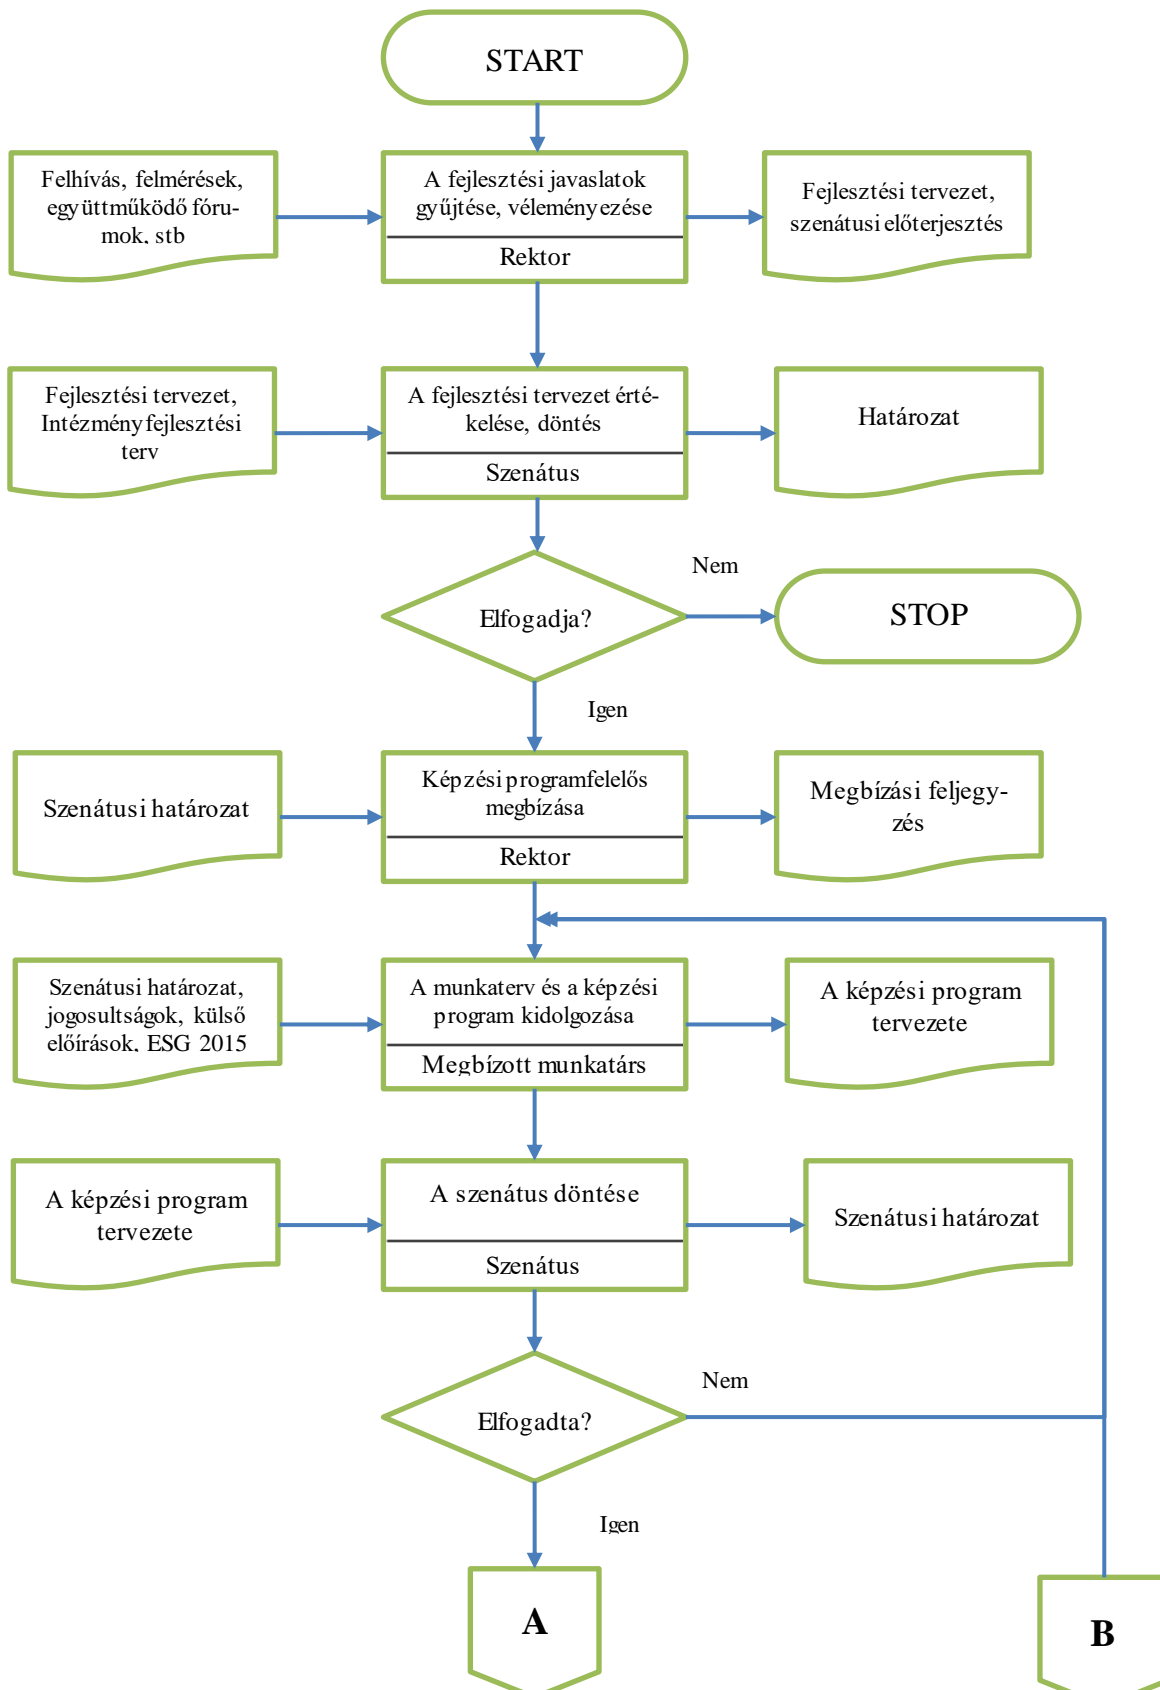 START
Felhívás, felmérések,
együttműködő fóru-
mok, stb
A fejlesztési javaslatok
gyűjtése, véleményezése
Rektor
Fejlesztési tervezet,
szenátusi előterjesztés
Fejlesztési tervezet,
Intézményfejlesztési
terv
A fejlesztési tervezet érté-
kelése, döntés
Szenátus
Határozat
Elfogadja?
Nem
STOP
Igen
Szenátusi határozat
Képzési programfelelős
megbízása
Rektor
Megbízási feljegy-
zés
Szenátusi határozat,
jogosultságok, külső
előírások, ESG 2015
A munkaterv és a képzési
program kidolgozása
Megbízott munkatárs
A képzési program
tervezete
A képzési program
tervezete
A szenátus döntése
Szenátus
Szenátusi határozat
Elfogadta?
Nem
Igen
A
B